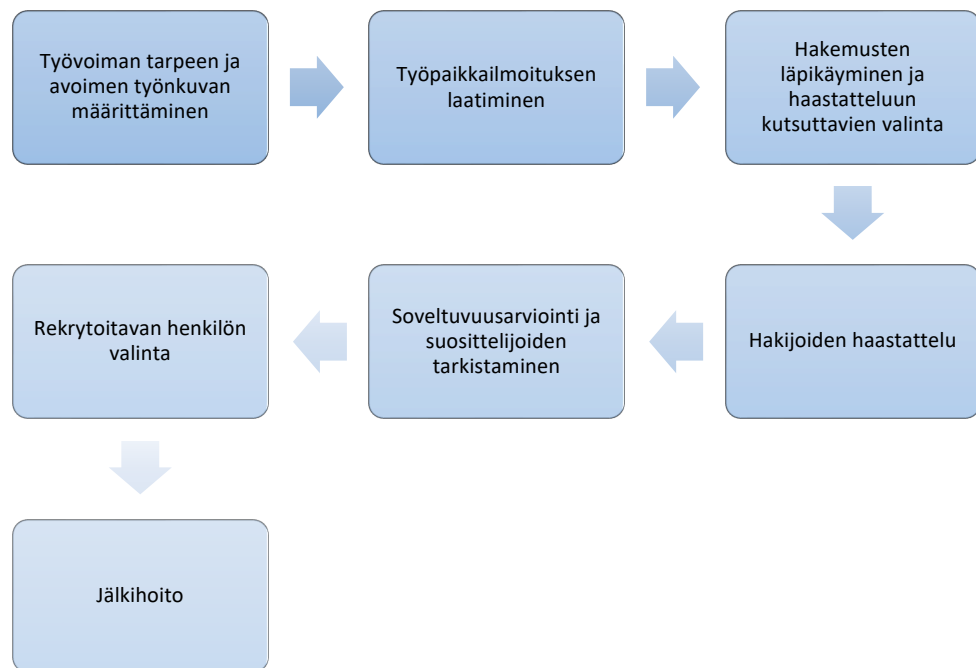 Työvoiman tarpeen ja
avoimen työnkuvan
määrittäminen
Työpaikkailmoituksen
laatiminen
Hakemusten
läpikäyminen ja
haastatteluun
kutsuttavien valinta
Hakijoiden haastattelu
Soveltuvuusarviointi ja
suosittelijoiden
tarkistaminen
Rekrytoitavan henkilön
valinta
Jälkihoito